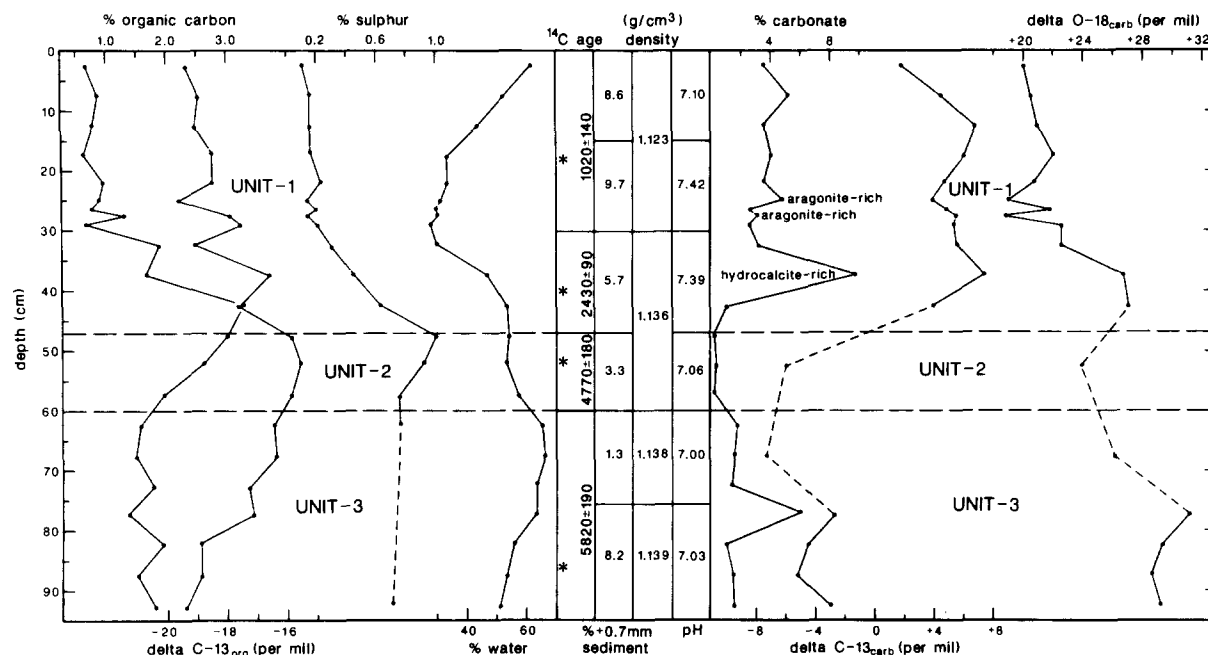 % organic carbon
% sulphur
(g/cm³)
% carbonate
delta O-18carb (per mil)
1.0 2.0 3.0
0.2 0.6 1.0
¹⁴C age
density
4 8
+20 +24 +28 +32
0
10
20
30
40
50
60
70
80
90
depth (cm)
UNIT-1
UNIT-2
UNIT-3
*
1020±140
*
2430±90
*
4770±180
*
5820±190
8.6
9.7
5.7
3.3
1.3
8.2
1.123
1.136
1.138
1.139
7.10
7.42
7.39
7.06
7.00
7.03
aragonite-rich
aragonite-rich
hydrocalcite-rich
UNIT-1
UNIT-2
UNIT-3
-20 -18 -16
40 60
%+0.7mm
pH
-8 -4 0 +4 +8
delta C-13org (per mil)
% water
sediment
delta C-13carb (per mil)